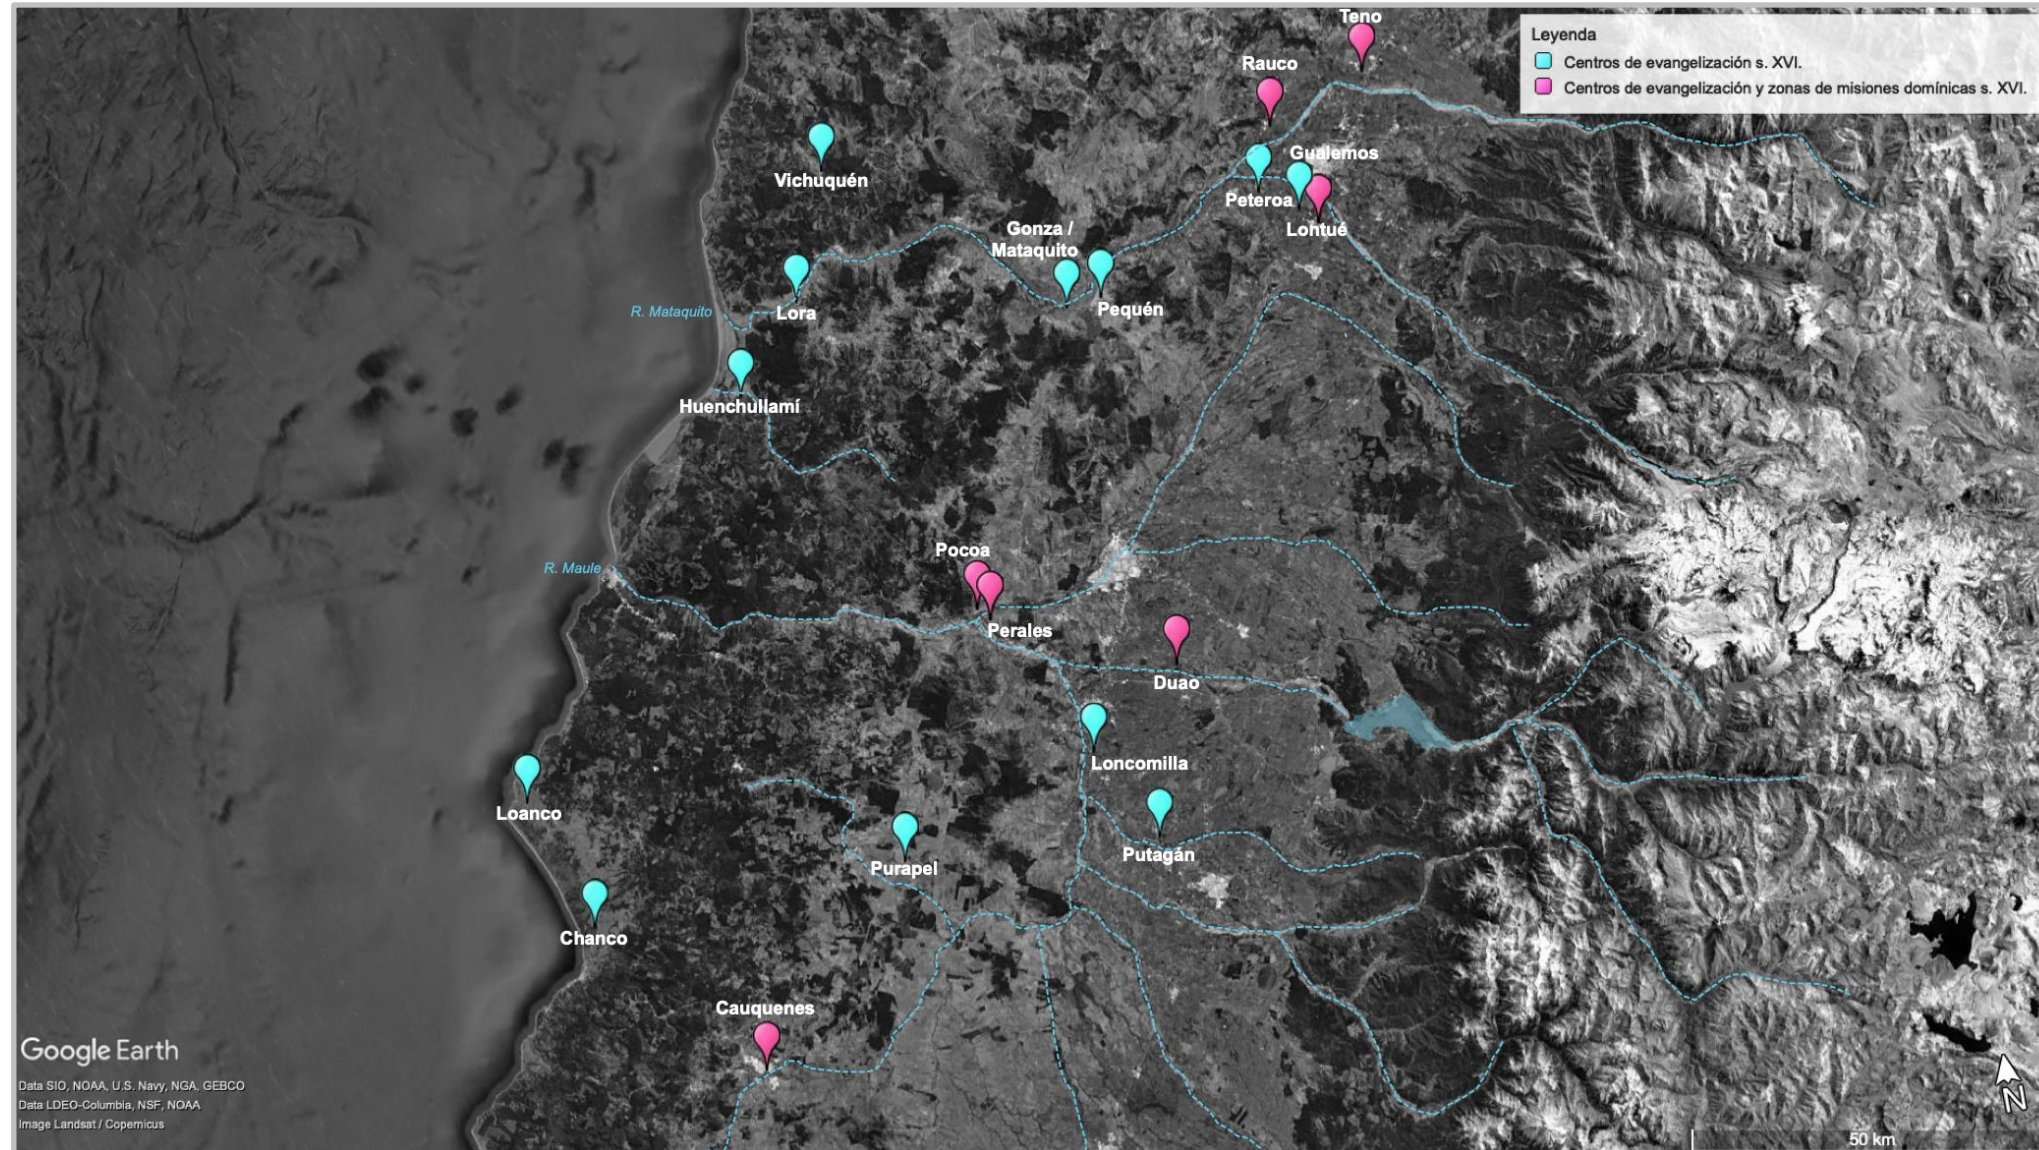 Teno
Leyenda
Centros de evangelización s. XVI.
Centros de evangelización y zonas de misiones domínicas s. XVI.
Rauco
Vichuquén
Gualemos
Peteroa
Lontué
Gonza /
Mataquito
Pequén
R. Mataquito
Lora
Huenchullamí
Pocoa
R. Maule
Perales
Duao
Loncomilla
Loanco
Putagán
Purapel
Chanco
Cauquenes
Google Earth
Data SIO, NOAA, U.S. Navy, NGA, GEBCO
Data LDEO-Columbia, NSF, NOAA
Image Landsat / Copernicus
N
50 km